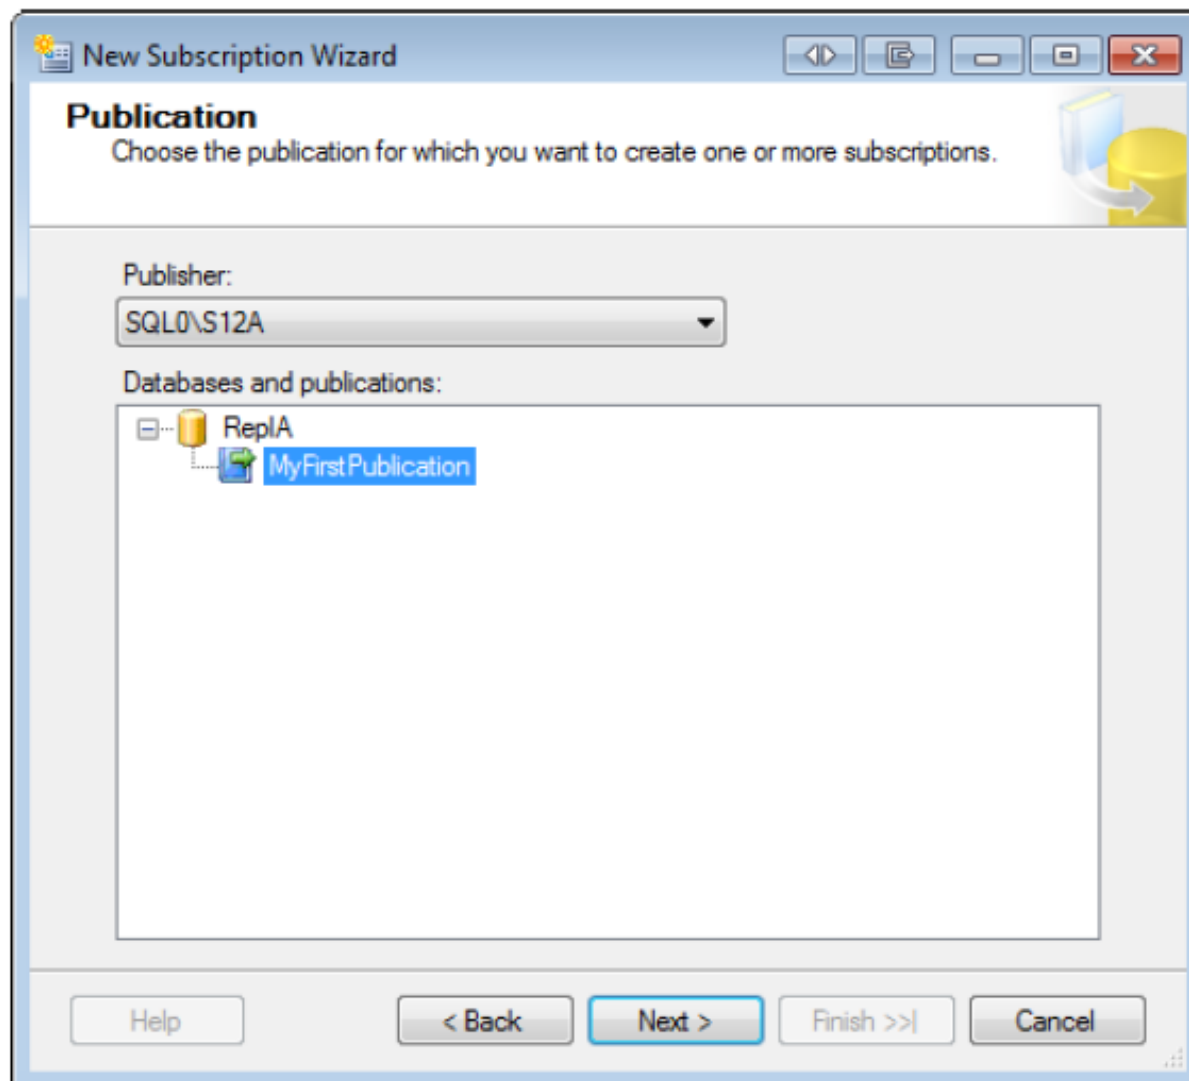 New Subscription Wizard
Publication
Choose the publication for which you want to create one or more subscriptions.
Publisher:
SQL0\S12A
Databases and publications:
ReplA
MyFirstPublication
Help
< Back
Next >
Finish >>|
Cancel